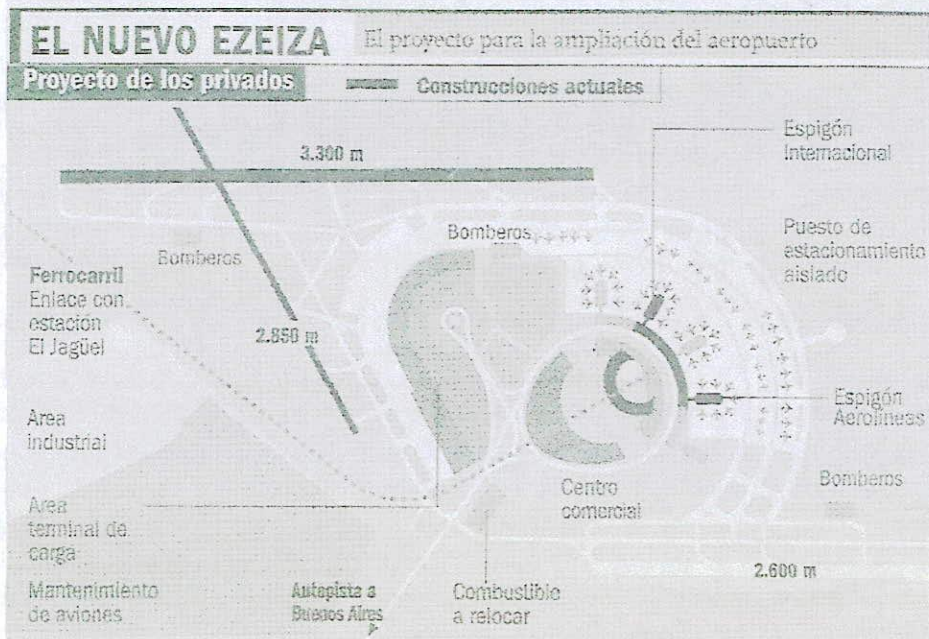 EL NUEVO EZEIZA
El proyecto para la ampliación del aeropuerto
Proyecto de los privados
Construcciones actuales
3.300 m
Espigón
Internacional
Bomberos
Bomberos
Puesto de
estacionamiento
aislado
Ferrocarril
Enlace con
estación
El Jagüel
2.850 m
Area
industrial
Espigón
Aerolíneas
Centro
comercial
Bomberos
Area
terminal de
carga
2.600 m
Mantenimiento
de aviones
Autopista a
Buenos Aires
Combustible
a relocar